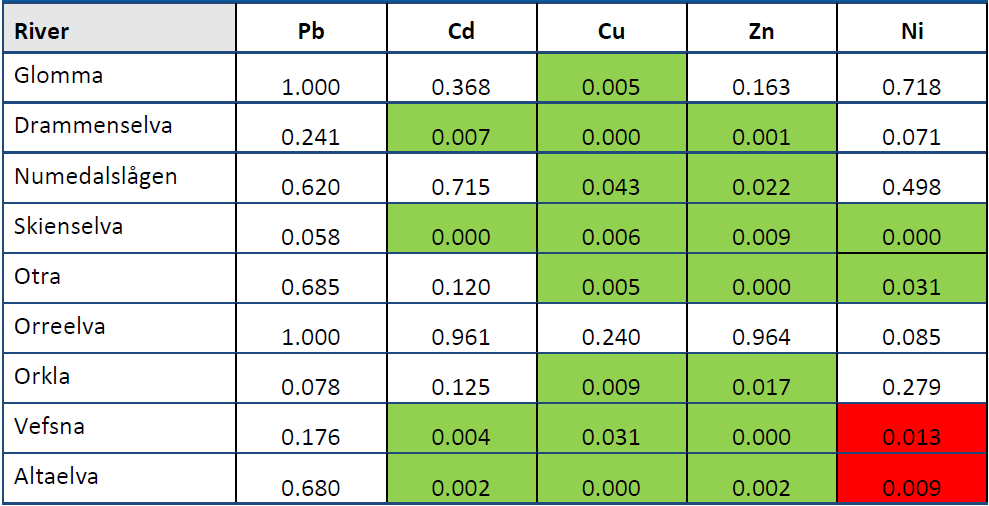 River Pb Cd Cu Zn Ni
Glomma 1.000 0.368 0.005 0.163 0.718
Drammenselva 0.241 0.007 0.000 0.001 0.071
Numedalslågen 0.620 0.715 0.043 0.022 0.498
Skienselva 0.058 0.000 0.006 0.009 0.000
Otra 0.685 0.120 0.005 0.000 0.031
Orreelva 1.000 0.961 0.240 0.964 0.085
Orkla 0.078 0.125 0.009 0.017 0.279
Vefsna 0.176 0.004 0.031 0.000 0.013
Altaelva 0.680 0.002 0.000 0.002 0.009